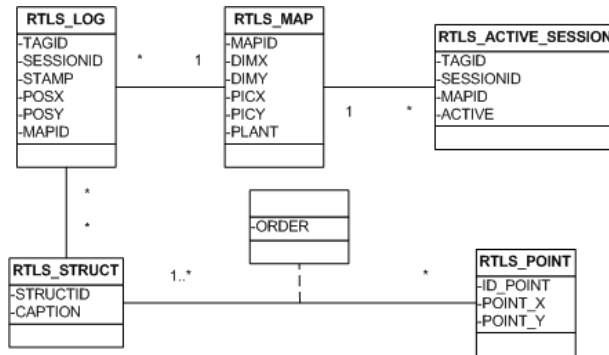 RTLS_LOG
-TAGID
-SESSIONID
-STAMP
-POSX
-POSY
-MAPID
*
1
RTLS_MAP
-MAPID
-DIMX
-DIMY
-PICX
-PICY
-PLANT
1
*
RTLS_ACTIVE_SESSION
-TAGID
-SESSIONID
-MAPID
-ACTIVE
*
*
-ORDER
RTLS_STRUCT
-STRUCTID
-CAPTION
1..*
*
RTLS_POINT
-ID_POINT
-POINT_X
-POINT_Y